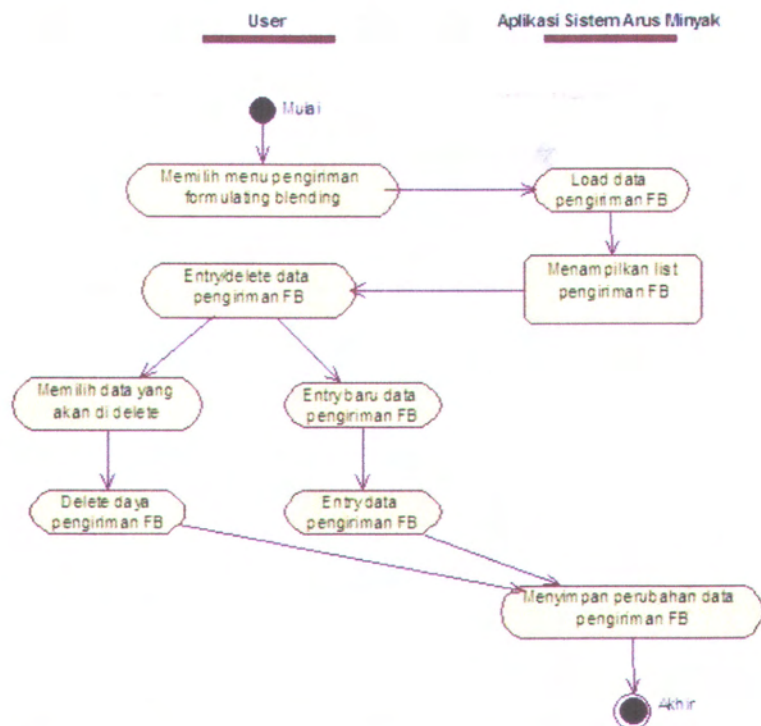 User
Aplikasi Sistem Arus Minyak
Mulai
Memilih menu pengiriman
formulating blending
Load data
pengiriman FB
Menampilkan list
pengiriman FB
Entry/delete data
pengiriman FB
Memilih data yang
akan di delete
Entry baru data
pengiriman FB
Delete daya
pengiriman FB
Entry data
pengiriman FB
Menyimpan perubahan data
pengiriman FB
Akhir